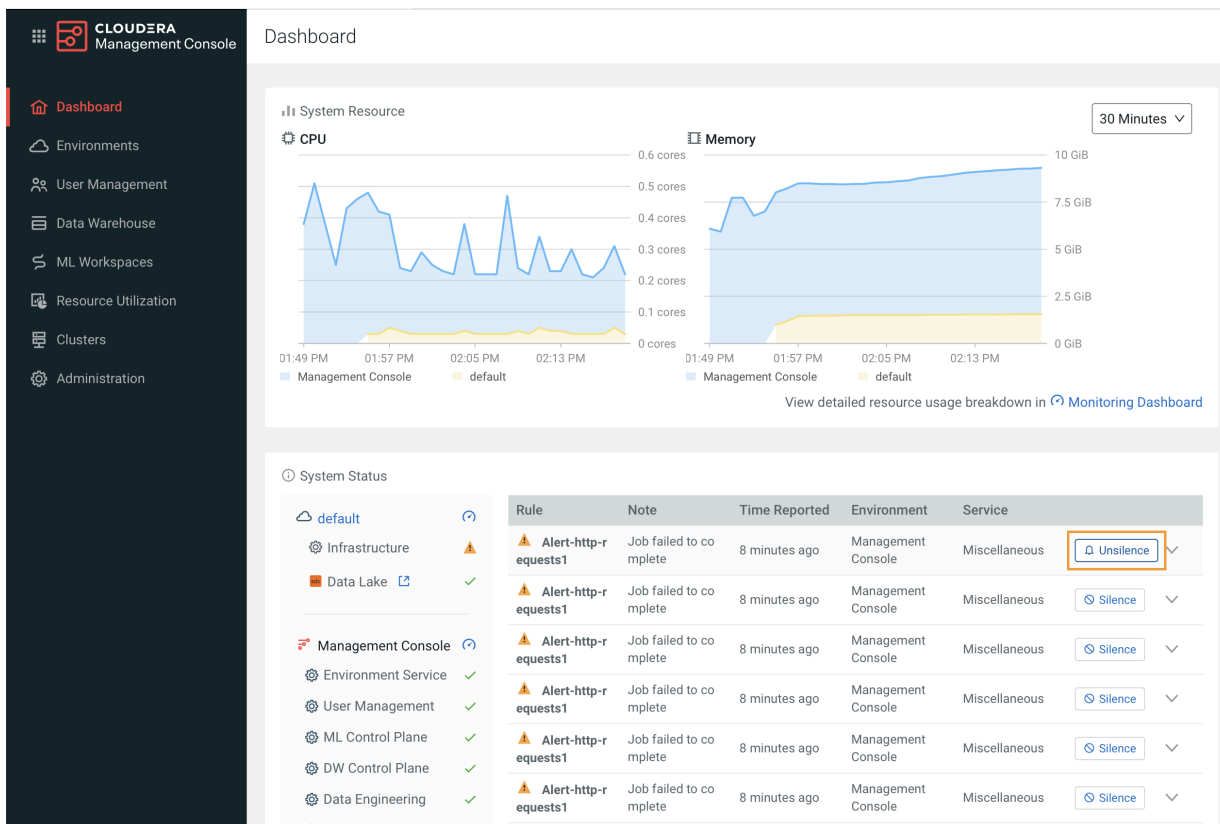 CLOUDERA
Management Console
Dashboard
Dashboard
Environments
User Management
Data Warehouse
ML Workspaces
Resource Utilization
Clusters
Administration
System Resource
30 Minutes
CPU
0.6 cores
0.5 cores
0.4 cores
0.3 cores
0.2 cores
0.1 cores
0 cores
01:49 PM 01:57 PM 02:05 PM 02:13 PM
Management Console default
Memory
10 GiB
7.5 GiB
5 GiB
2.5 GiB
0 GiB
01:49 PM 01:57 PM 02:05 PM 02:13 PM
Management Console default
View detailed resource usage breakdown in Monitoring Dashboard
System Status
default
Infrastructure
Data Lake
Management Console
Environment Service
User Management
ML Control Plane
DW Control Plane
Data Engineering
Rule Note Time Reported Environment Service
Alert-http-r Job failed to co 8 minutes ago Management Miscellaneous Unsilence
equests1 mplete Console
Alert-http-r Job failed to co 8 minutes ago Management Miscellaneous Silence
equests1 mplete Console
Alert-http-r Job failed to co 8 minutes ago Management Miscellaneous Silence
equests1 mplete Console
Alert-http-r Job failed to co 8 minutes ago Management Miscellaneous Silence
equests1 mplete Console
Alert-http-r Job failed to co 8 minutes ago Management Miscellaneous Silence
equests1 mplete Console
Alert-http-r Job failed to co 8 minutes ago Management Miscellaneous Silence
equests1 mplete Console